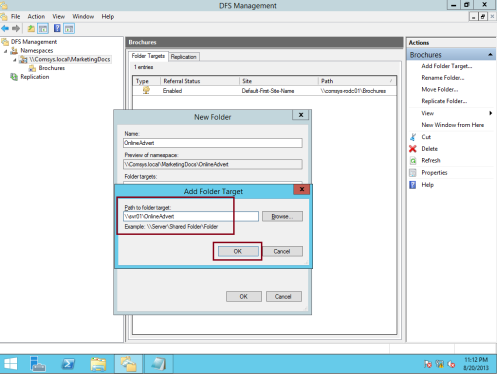 DFS Management
File Action View Window Help
DFS Management
Namespaces
\\Comsys.local\MarketingDocs
Brochures
Replication
Brochures
Folder Targets Replication
1 entries
Type Referral Status Site Path
Enabled Default-First-Site-Name \\comsys-rodc01\Brochures
New Folder x
Name:
OnlineAdvert
Preview of namespace:
\\Comsys.local\MarketingDocs\OnlineAdvert
Folder targets:
Add Folder Target x
Path to folder target:
\\svr01\OnlineAdvert
Browse...
Example: \\Server\Shared Folder\Folder
OK Cancel
OK Cancel
Actions
Brochures
Add Folder Target...
Rename Folder...
Move Folder...
Replicate Folder...
View
New Window from Here
Cut
Delete
Refresh
Properties
Help
11:12 PM
8/20/2013